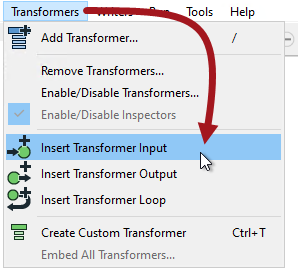 Transformers Writers Run Tools Help
Add Transformer... /
Remove Transformers...
Enable/Disable Transformers...
Enable/Disable Inspectors
Insert Transformer Input
Insert Transformer Output
Insert Transformer Loop
Create Custom Transformer Ctrl+T
Embed All Transformers...